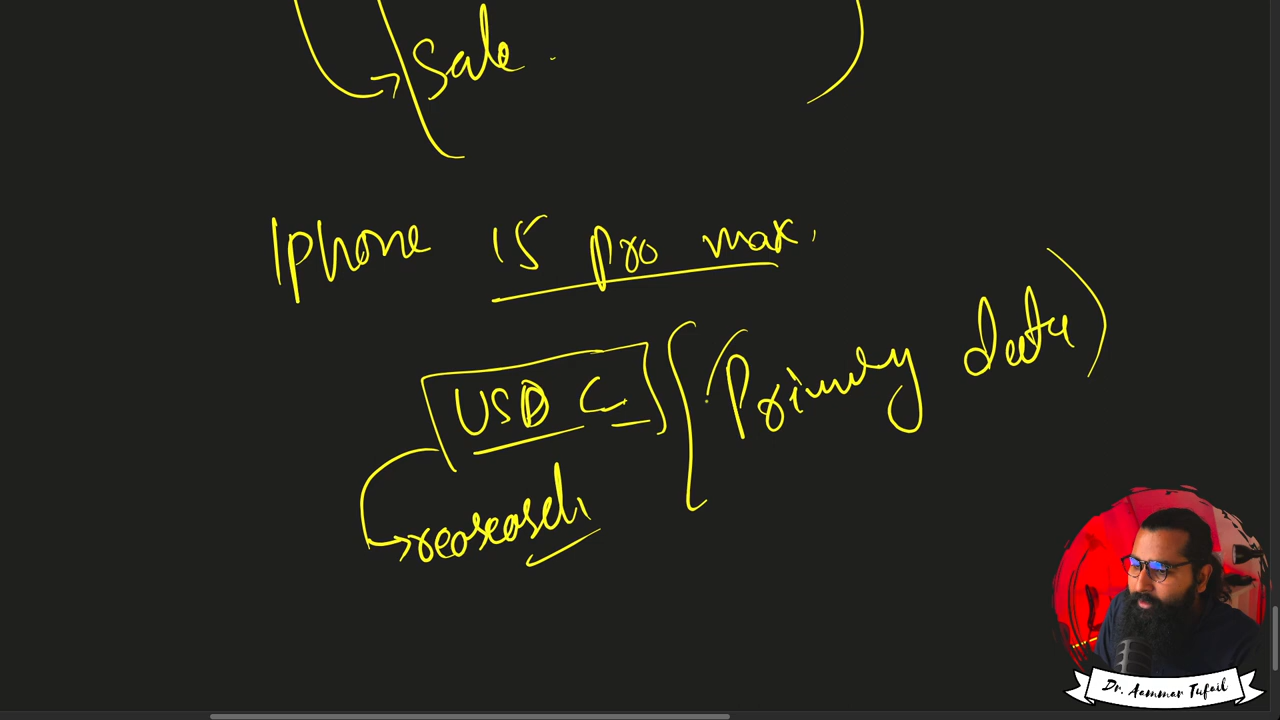 Sale.
Iphone 15 Pro max.
USB C
Primary data
research
Dr. Aammar Tufail